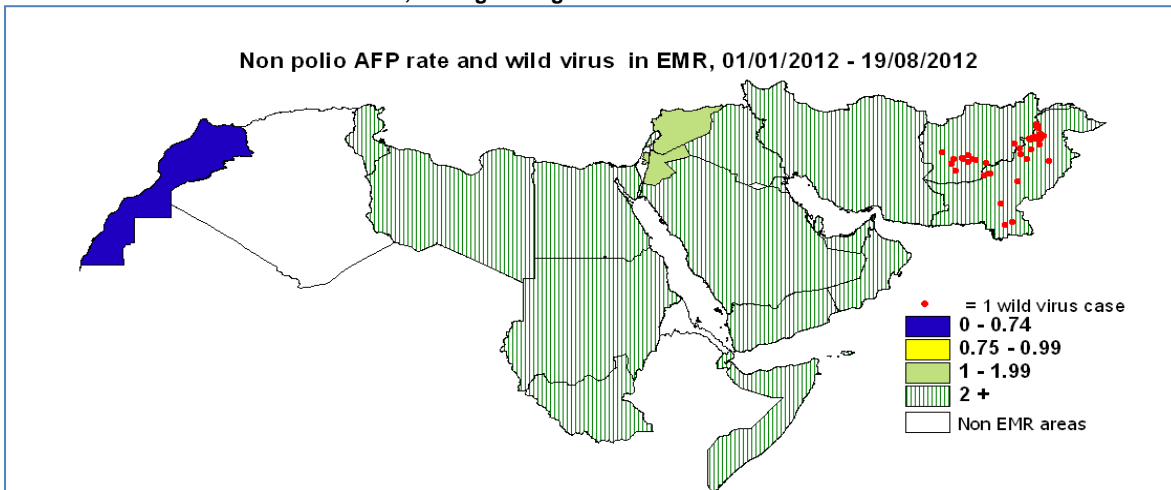 Non polio AFP rate and wild virus in EMR, 01/01/2012 - 19/08/2012
= 1 wild virus case
0 - 0.74
0.75 - 0.99
1 - 1.99
2 +
Non EMR areas